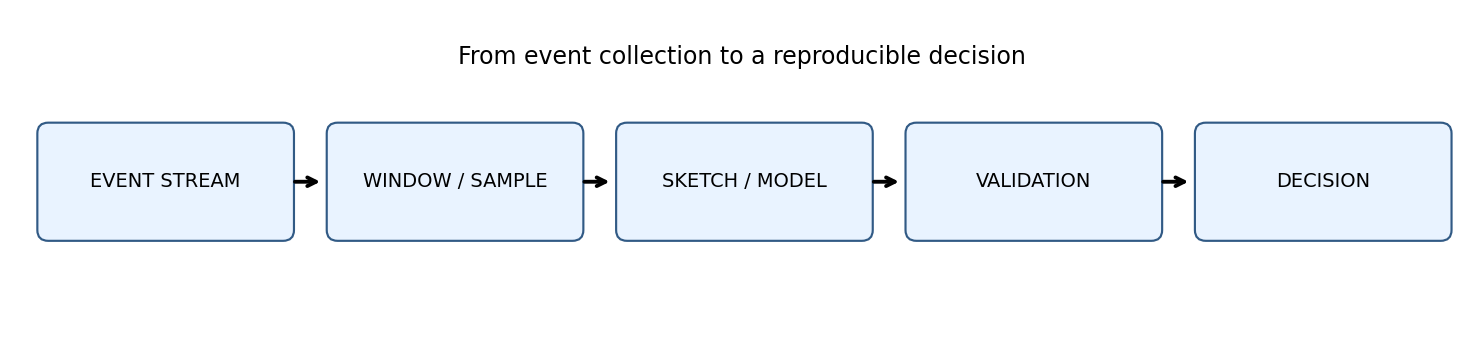 From event collection to a reproducible decision
EVENT STREAM
WINDOW / SAMPLE
SKETCH / MODEL
VALIDATION
DECISION